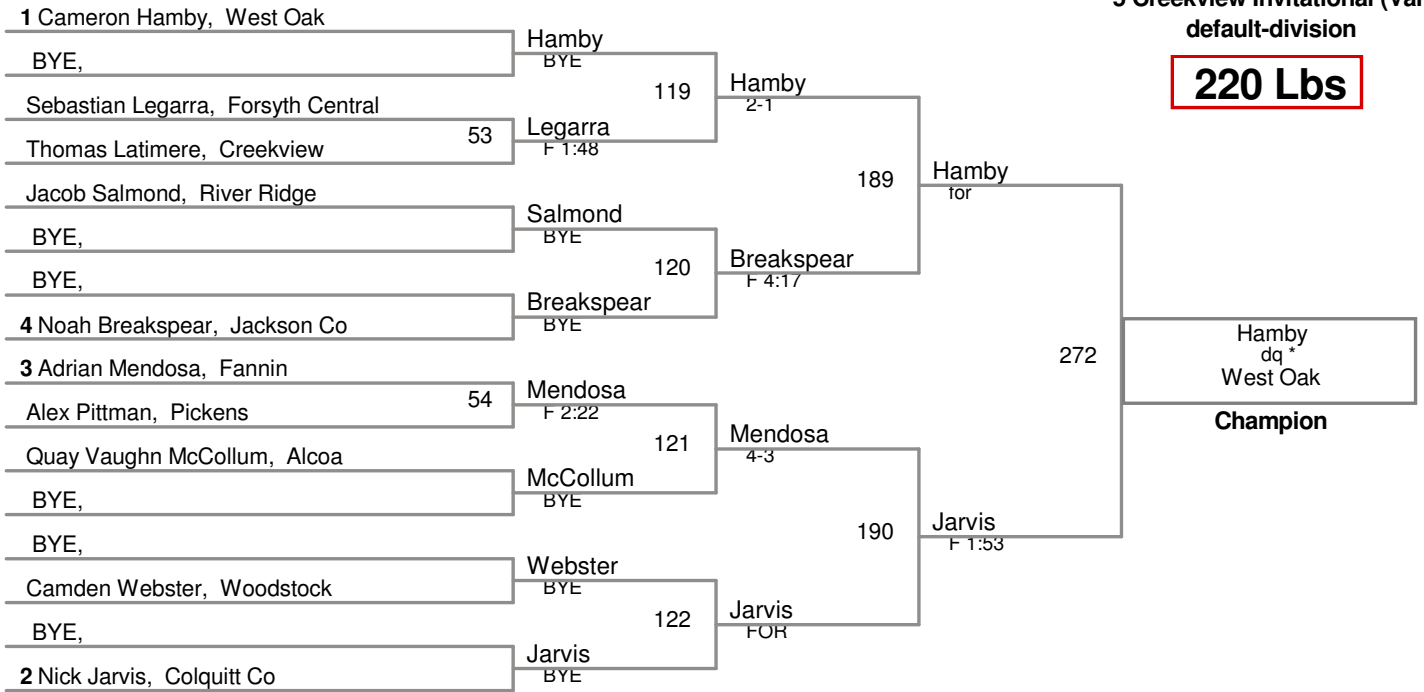 5 Creekview Invitational (Var
default-division
220 Lbs
1 Cameron Hamby, West Oak
BYE,
Sebastian Legarra, Forsyth Central
Thomas Latimere, Creekview
Jacob Salmond, River Ridge
BYE,
BYE,
4 Noah Breakspear, Jackson Co
3 Adrian Mendosa, Fannin
Alex Pittman, Pickens
Quay Vaughn McCollum, Alcoa
BYE,
BYE,
Camden Webster, Woodstock
BYE,
2 Nick Jarvis, Colquitt Co
53
54
Hamby
BYE
Legarra
F 1:48
Salmond
BYE
Breakspear
BYE
Mendosa
F 2:22
McCollum
BYE
Webster
BYE
Jarvis
BYE
119
120
121
122
Hamby
2-1
Breakspear
F 4:17
Mendosa
4-3
Jarvis
FOR
189
190
Hamby
for
Jarvis
F 1:53
272
Hamby
dq *
West Oak
Champion